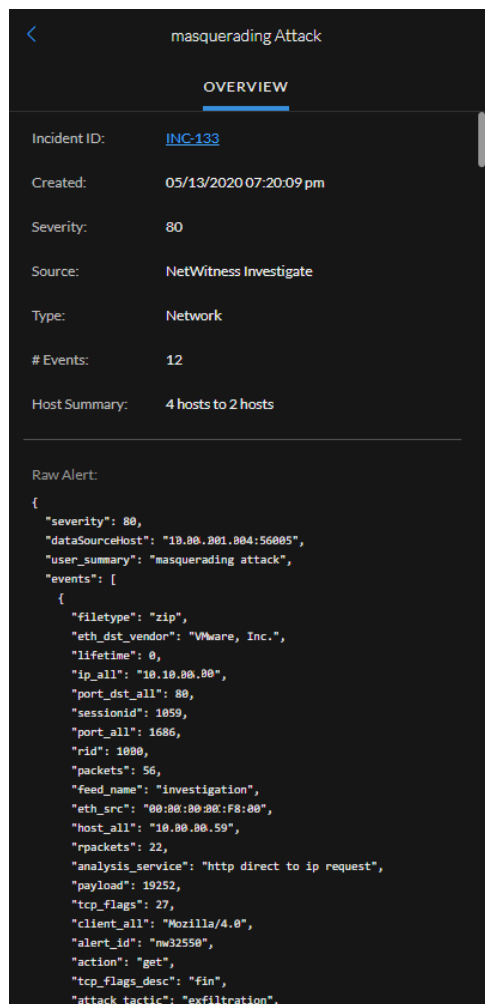 masquerading Attack
OVERVIEW
Incident ID: INC-133
Created: 05/13/2020 07:20:09 pm
Severity: 80
Source: NetWitness Investigate
Type: Network
# Events: 12
Host Summary: 4 hosts to 2 hosts
Raw Alert:
{
"severity": 80,
"dataSourceHost": "10.00.001.004:56005",
"user_summary": "masquerading attack",
"events": [
{
"filetype": "zip",
"eth_dst_vendor": "VMware, Inc.",
"lifetime": 0,
"ip_all": "10.10.00.00",
"port_dst_all": 80,
"sessionid": 1059,
"port_all": 1686,
"rid": 1000,
"packets": 56,
"feed_name": "investigation",
"eth_src": "00:00:00:00:F8:00",
"host_all": "10.00.00.59",
"rpackets": 22,
"analysis_service": "http direct to ip request",
"payload": 19252,
"tcp_flags": 27,
"client_all": "Mozilla/4.0",
"alert_id": "nw32550",
"action": "get",
"tcp_flags_desc": "fin",
"attack_tactic": "exfiltration",